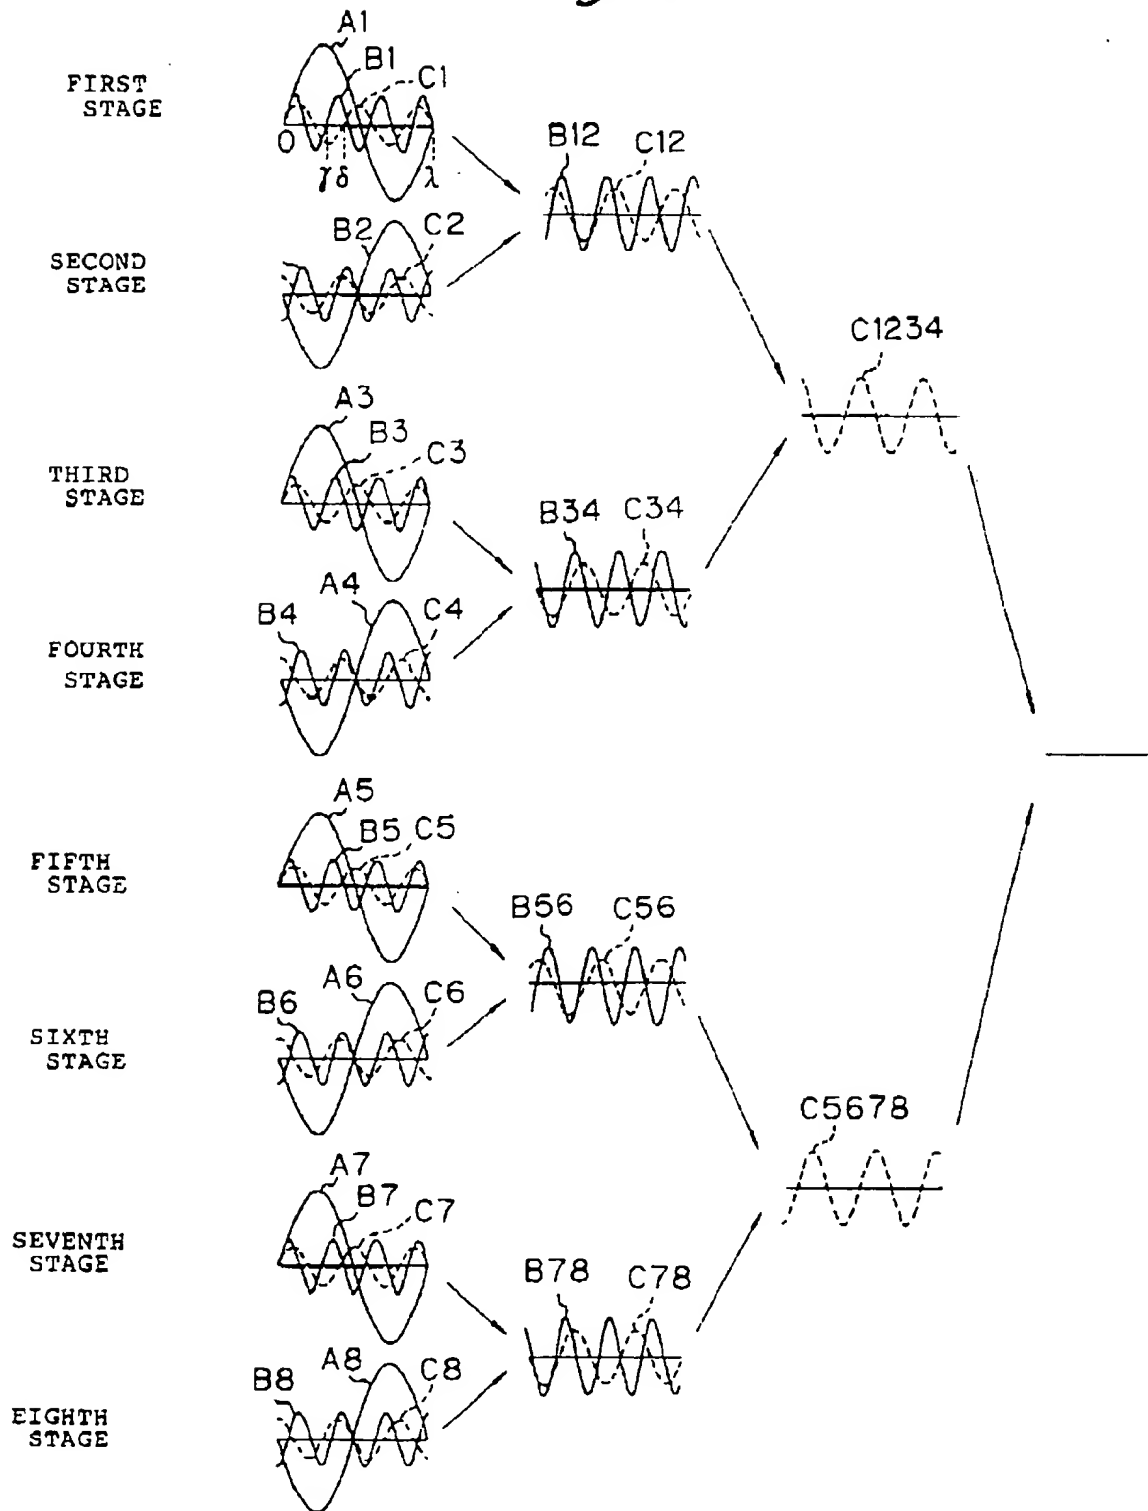 A1
B1
C1
FIRST
STAGE
0
γ δ
λ
B12
C12
B2
C2
SECOND
STAGE
C1234
A3
B3
C3
THIRD
STAGE
B34
C34
A4
B4
C4
FOURTH
STAGE
A5
B5
C5
FIFTH
STAGE
B56
C56
A6
B6
C6
SIXTH
STAGE
C5678
A7
B7
C7
SEVENTH
STAGE
B78
C78
A8
B8
C8
EIGHTH
STAGE